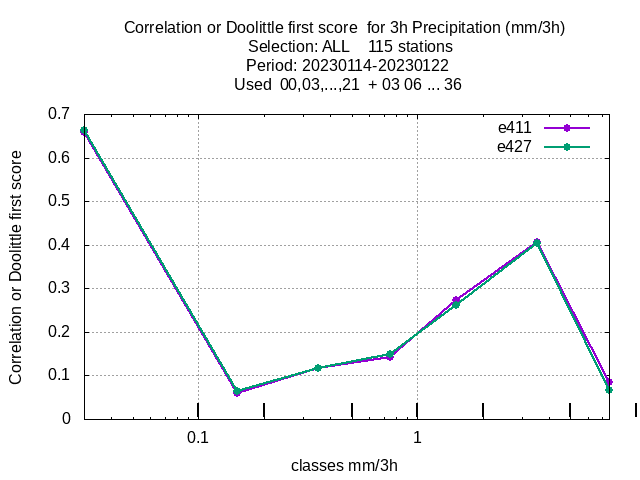 Correlation or Doolittle first score  for 3h Precipitation (mm/3h)
Selection: ALL    115 stations
Period: 20230114-20230122
Used  00,03,...,21  + 03 06 ... 36
e411
e427
Correlation or Doolittle first score
0.7
0.6
0.5
0.4
0.3
0.2
0.1
0
0.1
1
classes mm/3h